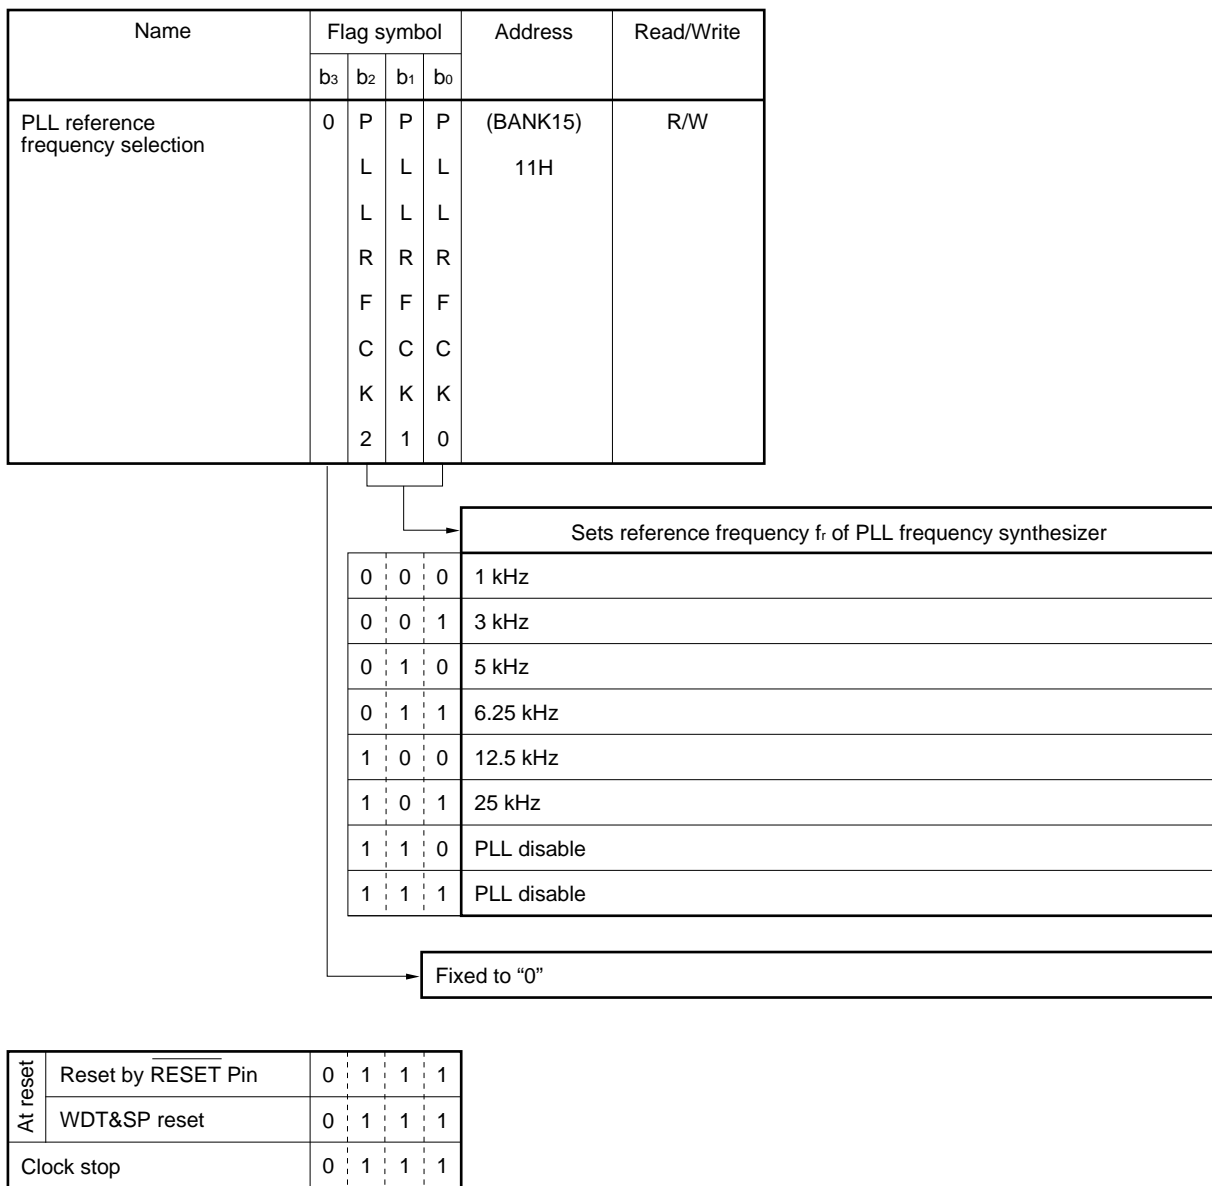 Name Flag symbol Address Read/Write
b3 b2 b1 b0
PLL reference 0 P P P (BANK15) R/W
frequency selection
L L L 11H
L L L
R R R
F F F
C C C
K K K
2 1 0
Sets reference frequency fr of PLL frequency synthesizer
0 0 0 1 kHz
0 0 1 3 kHz
0 1 0 5 kHz
0 1 1 6.25 kHz
1 0 0 12.5 kHz
1 0 1 25 kHz
1 1 0 PLL disable
1 1 1 PLL disable
Fixed to “0”
At reset
Reset by RESET Pin 0 1 1 1
WDT&SP reset 0 1 1 1
Clock stop 0 1 1 1